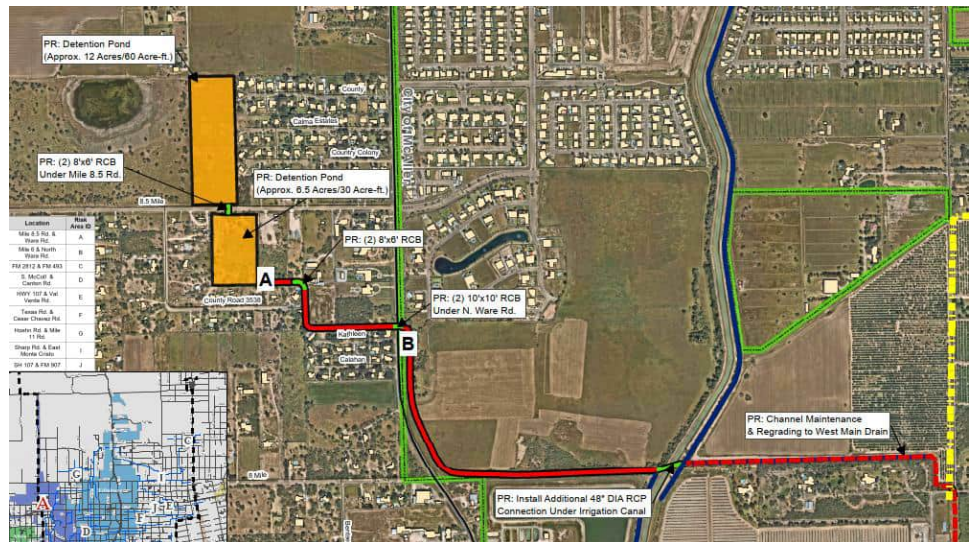 PR: Detention Pond
(Approx. 12 Acres/60 Acre-ft.)
County
Calma Estates
Country Colony
City of McAllen
PR: (2) 8'x6' RCB
Under Mile 8.5 Rd.
PR: Detention Pond
(Approx. 6.5 Acres/30 Acre-ft.)
8.5 Mile
Location
Risk
Area ID
Mile 8.5 Rd. &
Ware Rd.
A
Mile 6 & North
Ware Rd.
B
FM 2812 & FM 493
C
S. McColl &
Canton Rd.
D
HWY 107 & Val
Verde Rd.
E
Texas Rd. &
Cesar Chavez Rd.
F
Hoehn Rd. & Mile
11 Rd.
G
Sharp Rd. & East
Monte Cristo
I
SH 107 & FM 907
J
PR: (2) 8'x6' RCB
A
County Road 3538
PR: (2) 10'x10' RCB
Under N. Ware Rd.
Kathleen
B
Calahan
PR: Channel Maintenance
& Regrading to West Main Drain
8 Mile
PR: Install Additional 48" DIA RCP
Connection Under Irrigation Canal
C
G
I
A
E
F
D